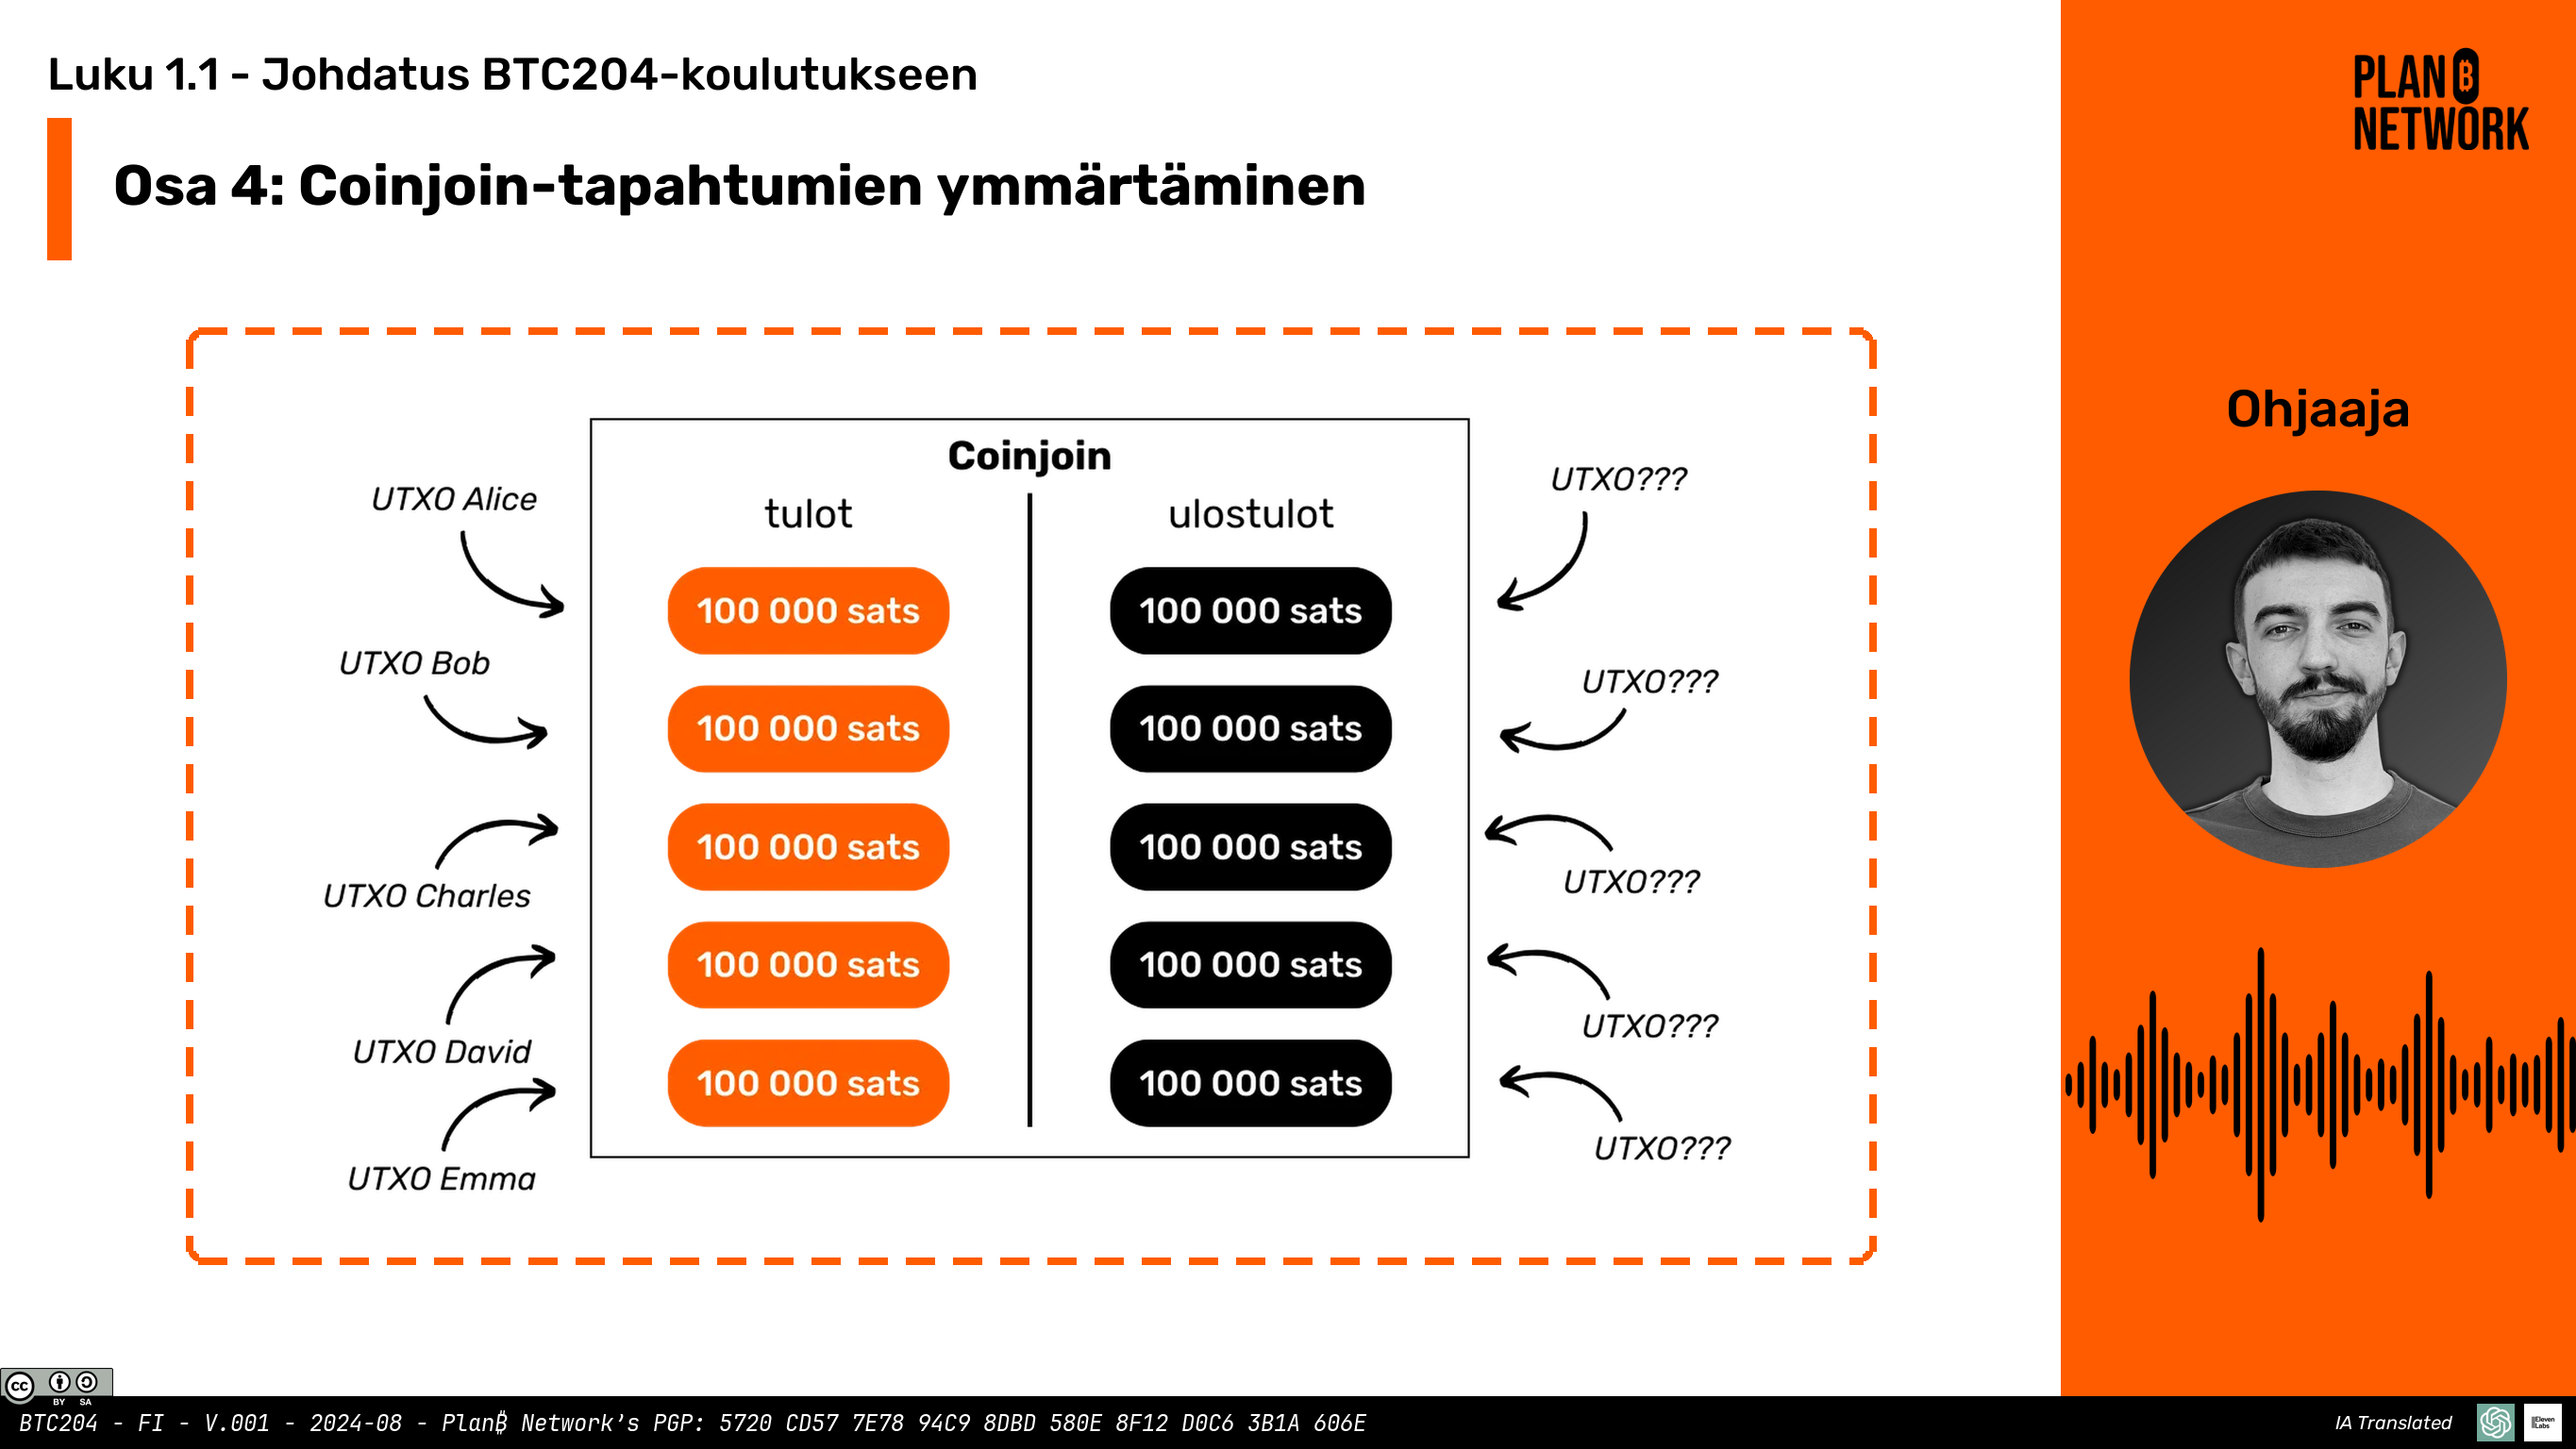 Luku 1.1 - Johdatus BTC204-koulutukseen
PLAN ₿
NETWORK
Osa 4: Coinjoin-tapahtumien ymmärtäminen
Ohjaaja
Coinjoin
tulot
ulostulot
UTXO Alice
100 000 sats
100 000 sats
UTXO???
UTXO Bob
100 000 sats
100 000 sats
UTXO???
UTXO Charles
100 000 sats
100 000 sats
UTXO???
UTXO David
100 000 sats
100 000 sats
UTXO???
UTXO Emma
100 000 sats
100 000 sats
UTXO???
cc
BY SA
BTC204 - FI - V.001 - 2024-08 - Plan₿ Network's PGP: 5720 CD57 7E78 94C9 8DBD 580E 8F12 D0C6 3B1A 606E
IA Translated
IIEleven
Labs